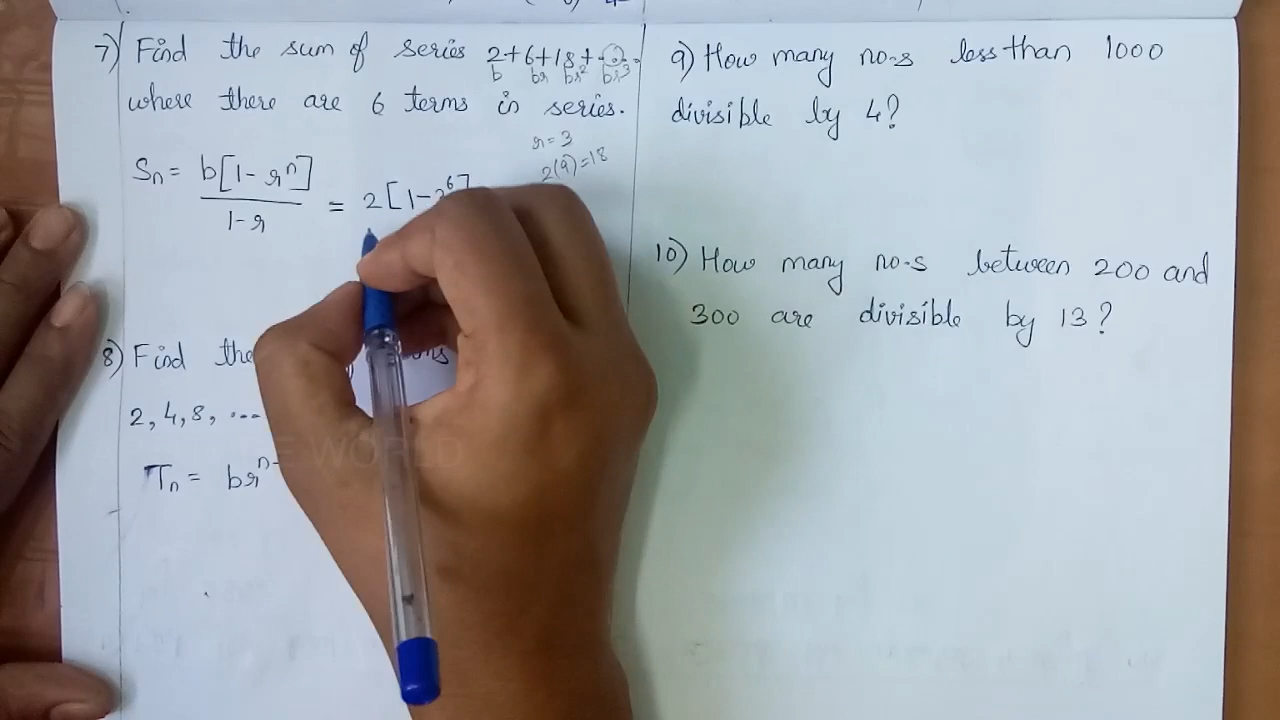 7) Find the sum of series 2+6+18+
b br br² br³
where there are 6 terms in series.
r=3
2(9)=18
Sn = b[1-rⁿ] / 1-r = 2[1-3⁶]
8) Find the
2, 4, 8, ....
Tn = brⁿ⁻
9) How many no-s less than 1000
divisible by 4?
10) How many no-s between 200 and
300 are divisible by 13?
WORLD